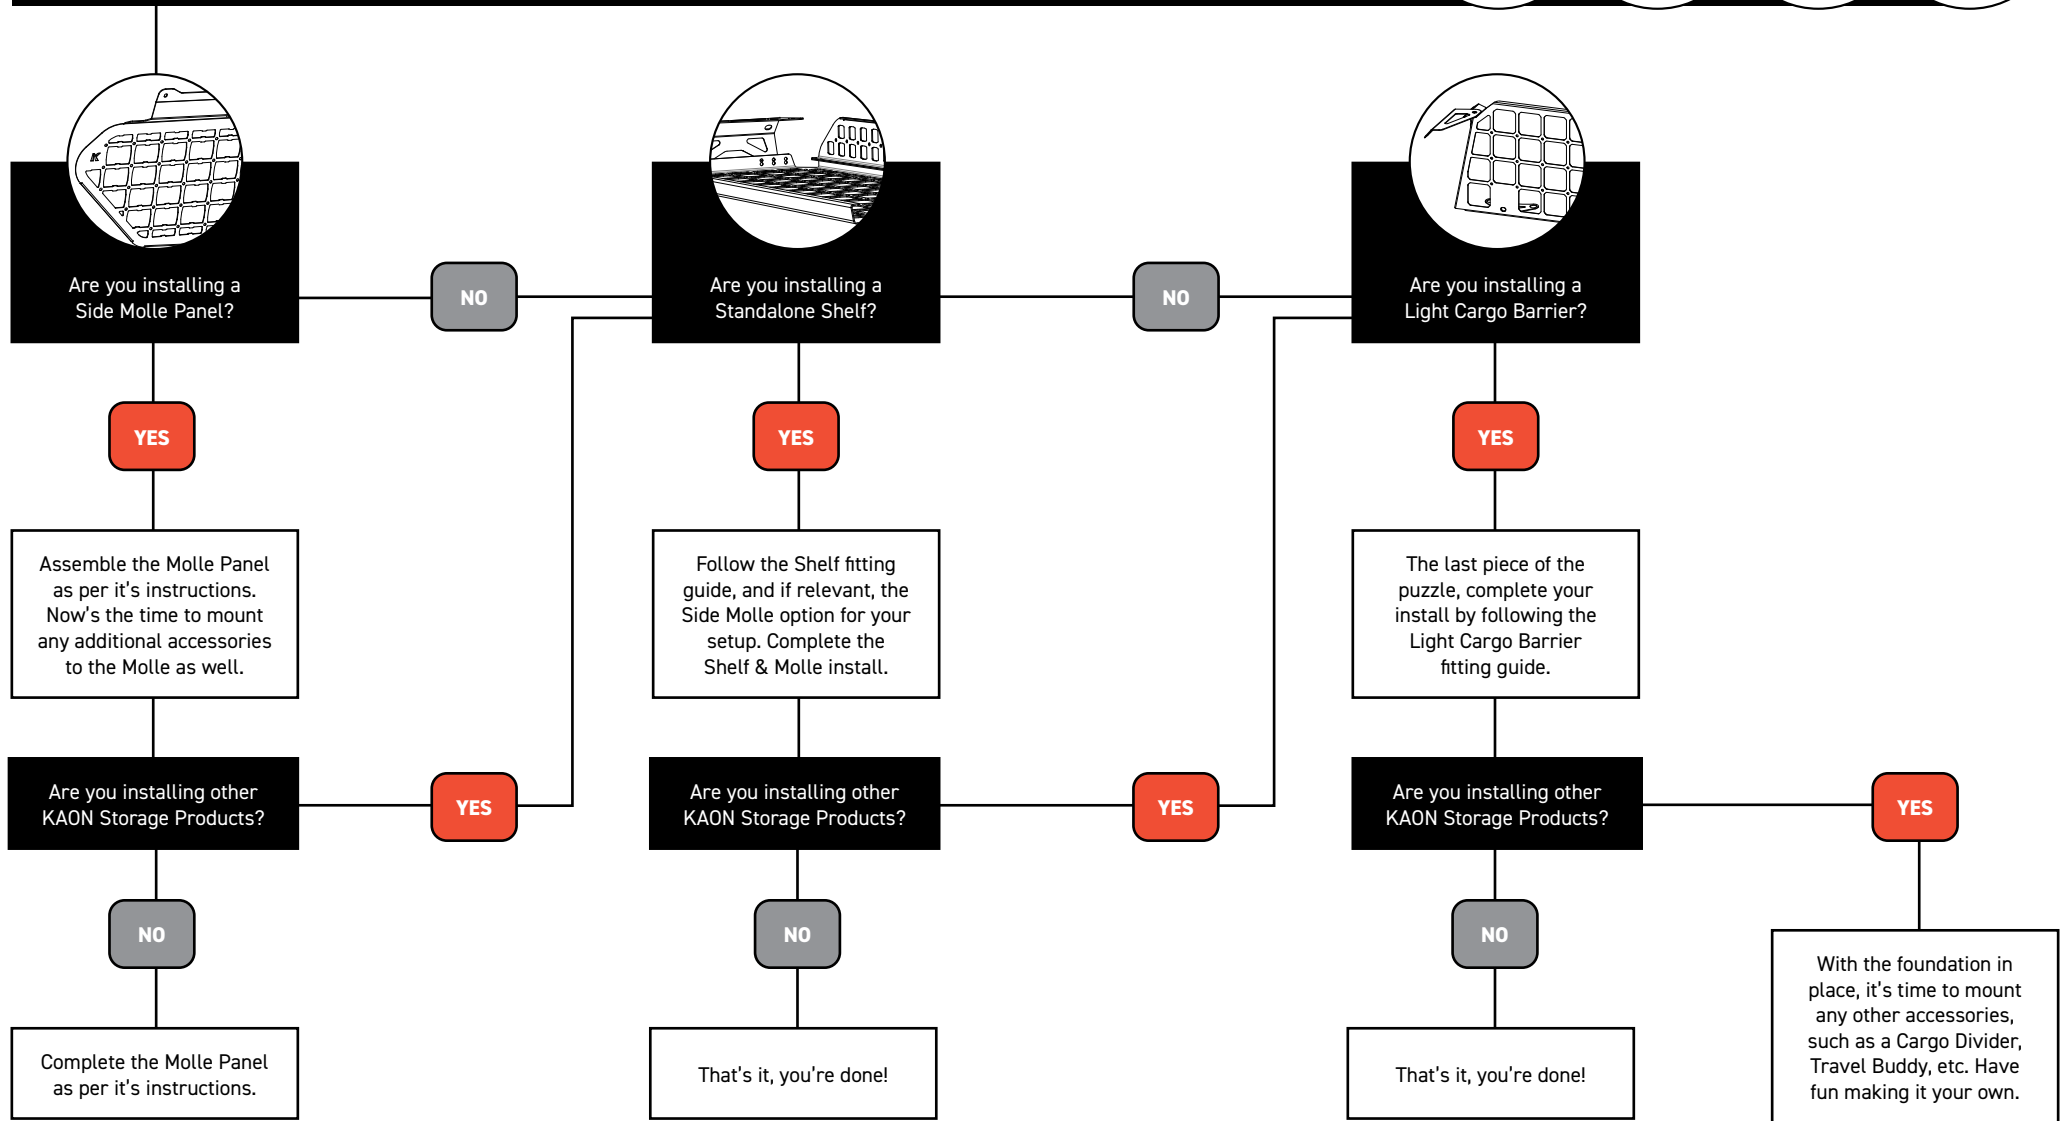 Are you installing a
Side Molle Panel?
NO
Are you installing a
Standalone Shelf?
NO
Are you installing a
Light Cargo Barrier?
YES
YES
YES
Assemble the Molle Panel
as per it's instructions.
Now's the time to mount
any additional accessories
to the Molle as well.
Follow the Shelf fitting
guide, and if relevant, the
Side Molle option for your
setup. Complete the
Shelf & Molle install.
The last piece of the
puzzle, complete your
install by following the
Light Cargo Barrier
fitting guide.
Are you installing other
KAON Storage Products?
YES
Are you installing other
KAON Storage Products?
YES
Are you installing other
KAON Storage Products?
YES
NO
NO
NO
Complete the Molle Panel
as per it's instructions.
That's it, you're done!
That's it, you're done!
With the foundation in
place, it's time to mount
any other accessories,
such as a Cargo Divider,
Travel Buddy, etc. Have
fun making it your own.